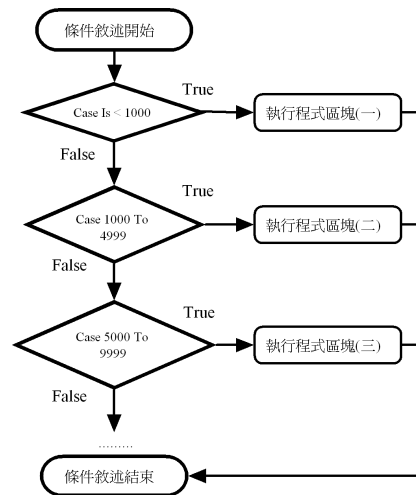 條件敘述開始
True
Case Is < 1000
執行程式區塊(一)
False
True
Case 1000 To
4999
執行程式區塊(二)
False
True
Case 5000 To
9999
執行程式區塊(三)
False
.........
條件敘述結束